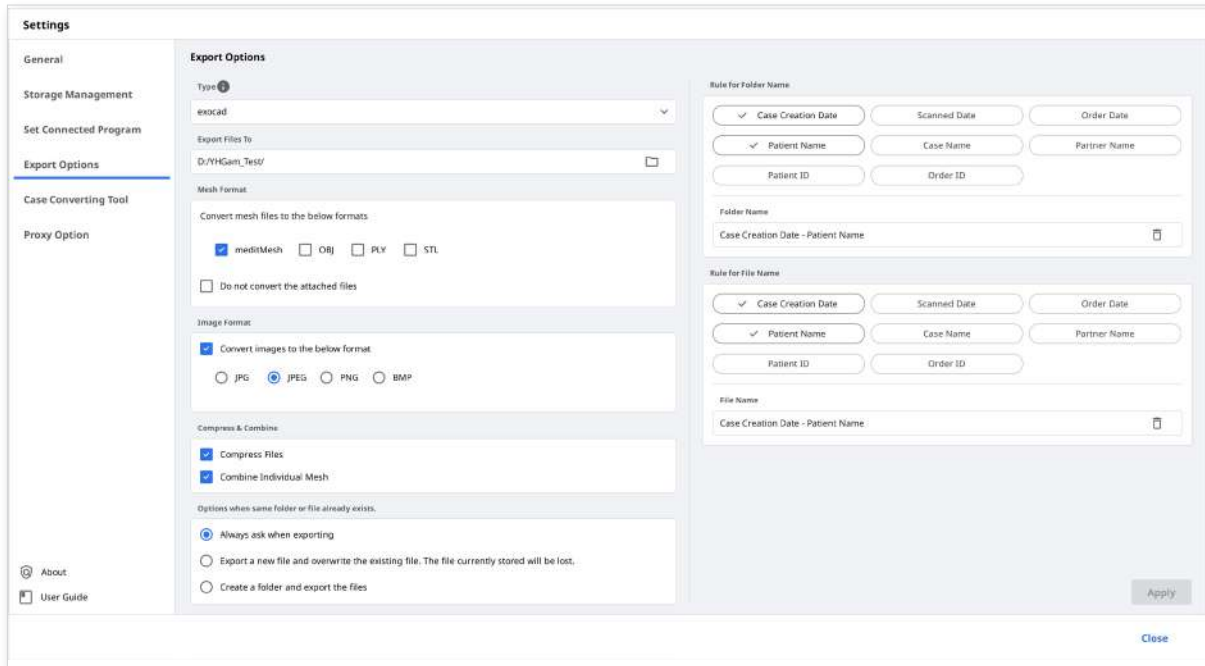 Settings
General
Storage Management
Set Connected Program
Export Options
Case Converting Tool
Proxy Option
About
User Guide
Export Options
Type
exocad
Export Files To
D:/YHGam_Test/
Mesh Format
Convert mesh files to the below formats
meditMesh OBJ PLY STL
Do not convert the attached files
Image Format
Convert images to the below format
JPG JPEG PNG BMP
Compress & Combine
Compress Files
Combine Individual Mesh
Options when same folder or file already exists.
Always ask when exporting
Export a new file and overwrite the existing file. The file currently stored will be lost.
Create a folder and export the files
Rule for Folder Name
Case Creation Date Scanned Date Order Date
Patient Name Case Name Partner Name
Patient ID Order ID
Folder Name
Case Creation Date - Patient Name
Rule for File Name
Case Creation Date Scanned Date Order Date
Patient Name Case Name Partner Name
Patient ID Order ID
File Name
Case Creation Date - Patient Name
Apply
Close